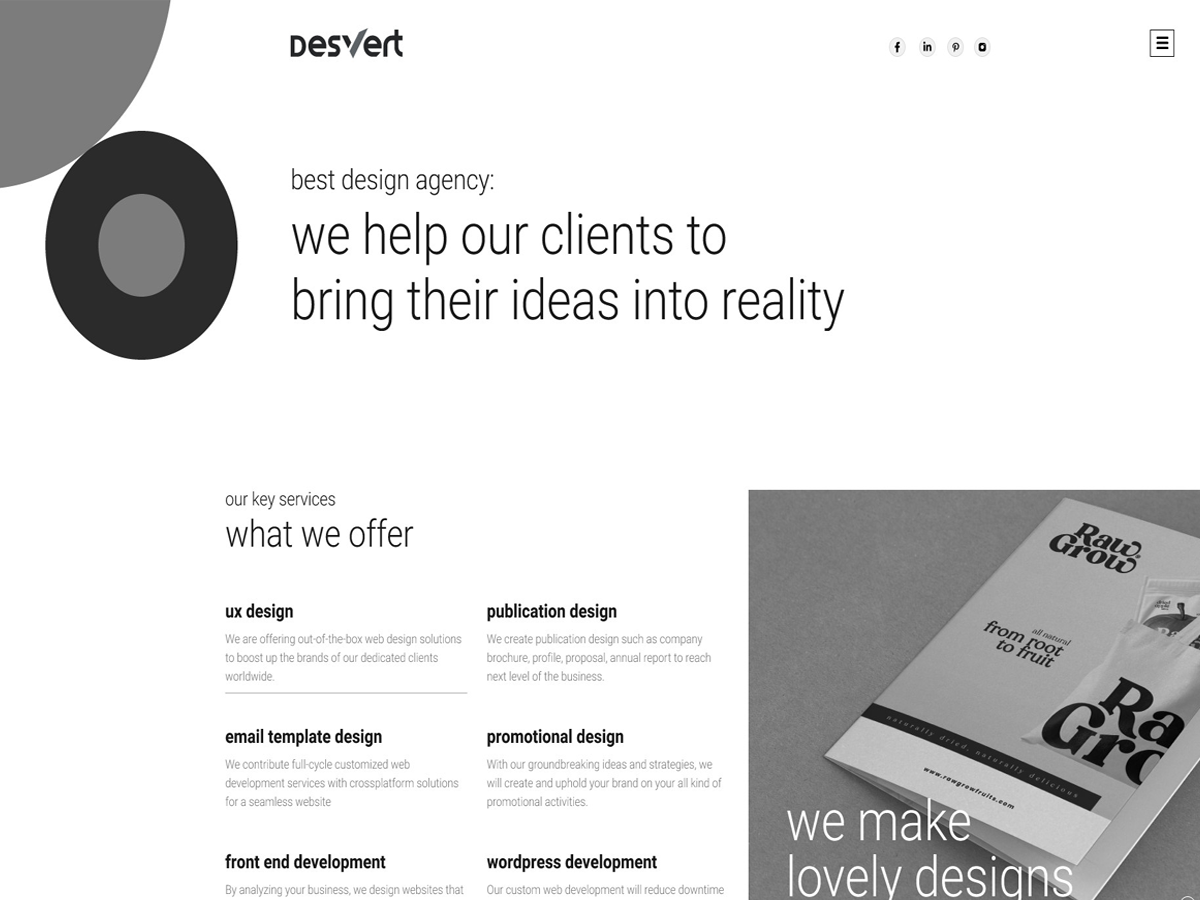 Desvert
best design agency:
we help our clients to
bring their ideas into reality
our key services
what we offer
ux design
We are offering out-of-the-box web design solutions
to boost up the brands of our dedicated clients
worldwide.
publication design
We create publication design such as company
brochure, profile, proposal, annual report to reach
next level of the business.
email template design
We contribute full-cycle customized web
development services with crossplatform solutions
for a seamless website
promotional design
With our groundbreaking ideas and strategies, we
will create and uphold your brand on your all kind of
promotional activities.
front end development
By analyzing your business, we design websites that
wordpress development
Our custom web development will reduce downtime
Raw
Grow
all natural
from root
to fruit
Ra
Gro
naturally dried, naturally delicious
www.rawgrowfruits.com
we make
lovely designs